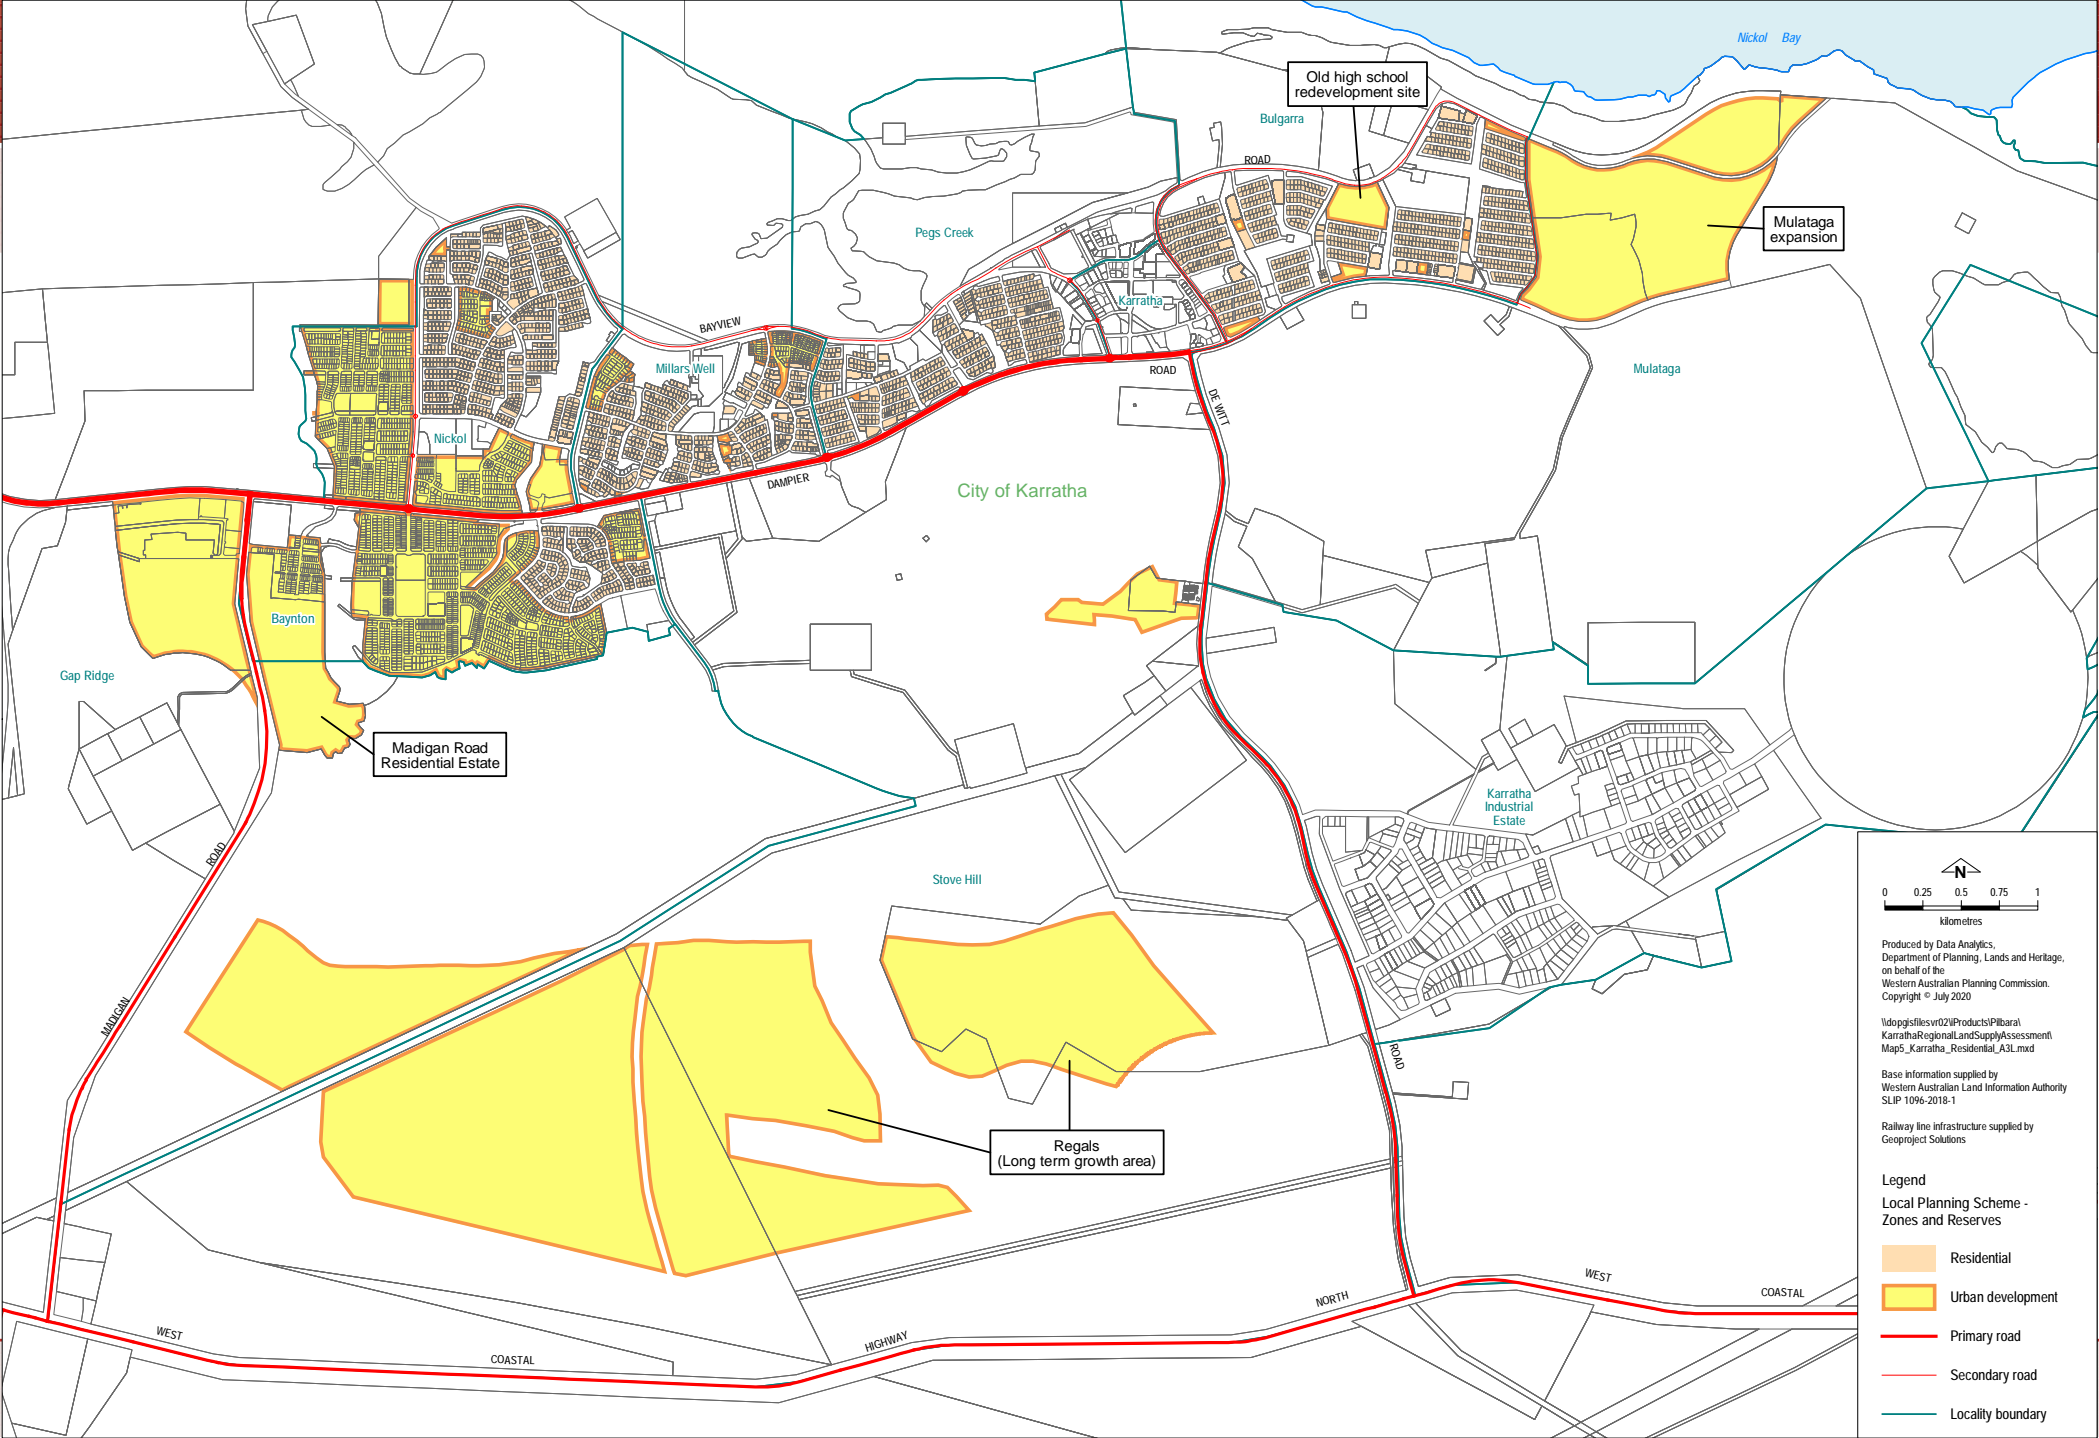 Nickol Bay
Old high school
redevelopment site
Bulgarra
ROAD
Mulataga
expansion
Pegs Creek
Karratha
BAYVIEW
Millars Well
ROAD
Mulataga
DE WITT
Nickol
DAMPIER
City of Karratha
Baynton
Gap Ridge
Madigan Road
Residential Estate
Karratha
Industrial
Estate
ROAD
Stove Hill
MADIGAN
ROAD
Regals
(Long term growth area)
WEST
COASTAL
HIGHWAY
NORTH
WEST
COASTAL
N
0 0.25 0.5 0.75 1
kilometres
Produced by Data Analytics,
Department of Planning, Lands and Heritage,
on behalf of the
Western Australian Planning Commission.
Copyright © July 2020
\\dopgisfilesvr02\iProducts\Pilbara\
KarrathaRegionalLandSupplyAssessment\
Map5_Karratha_Residential_A3L.mxd
Base information supplied by
Western Australian Land Information Authority
SLIP 1096-2018-1
Railway line infrastructure supplied by
Geoproject Solutions
Legend
Local Planning Scheme -
Zones and Reserves
Residential
Urban development
Primary road
Secondary road
Locality boundary